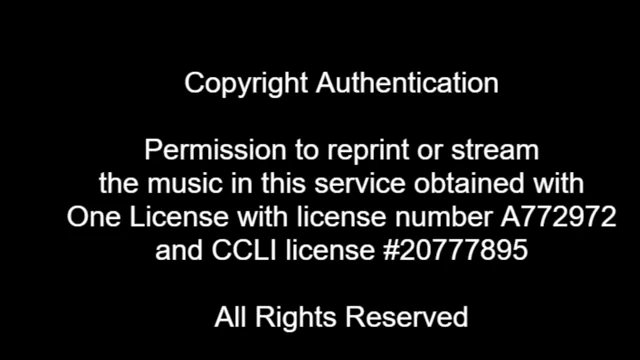 Copyright Authentication
Permission to reprint or stream
the music in this service obtained with
One License with license number A772972
and CCLI license #20777895
All Rights Reserved